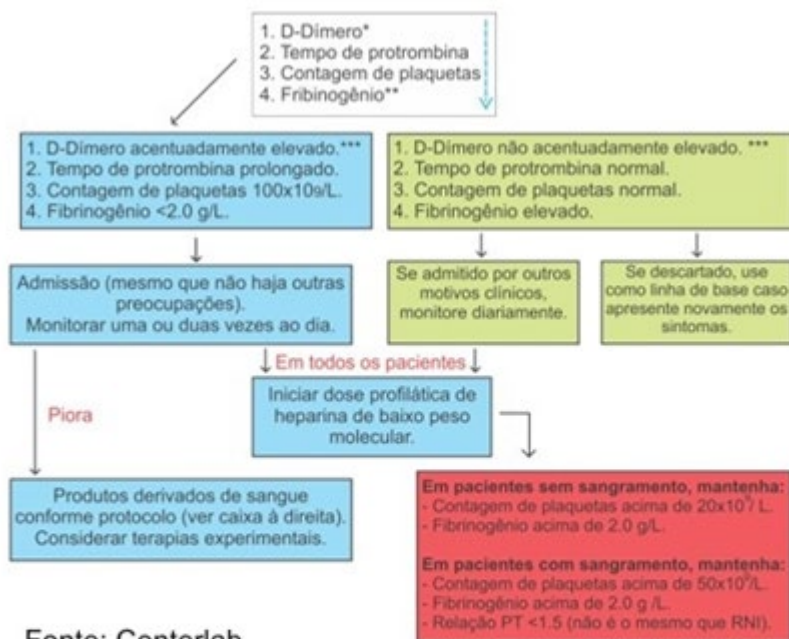 1. D-Dímero*
2. Tempo de protrombina
3. Contagem de plaquetas
4. Fribinogênio**
1. D-Dímero acentuadamente elevado.***
2. Tempo de protrombina prolongado.
3. Contagem de plaquetas 100x10⁹/L.
4. Fibrinogênio <2.0 g/L.
1. D-Dímero não acentuadamente elevado. ***
2. Tempo de protrombina normal.
3. Contagem de plaquetas normal.
4. Fibrinogênio elevado.
Admissão (mesmo que não haja outras
preocupações).
Monitorar uma ou duas vezes ao dia.
Se admitido por outros
motivos clínicos,
monitore diariamente.
Se descartado, use
como linha de base caso
apresente novamente os
sintomas.
Em todos os pacientes
Piora
Iniciar dose profilática de
heparina de baixo peso
molecular.
Produtos derivados de sangue
conforme protocolo (ver caixa à direita).
Considerar terapias experimentais.
Em pacientes sem sangramento, mantenha:
- Contagem de plaquetas acima de 20x10⁹/ L.
- Fibrinogênio acima de 2.0 g/L.
Em pacientes com sangramento, mantenha:
- Contagem de plaquetas acima de 50x10⁹/L.
- Fibrinogênio acima de 2.0 g /L.
- Relação PT <1.5 (não é o mesmo que RNI).
Fonte: Centerlab